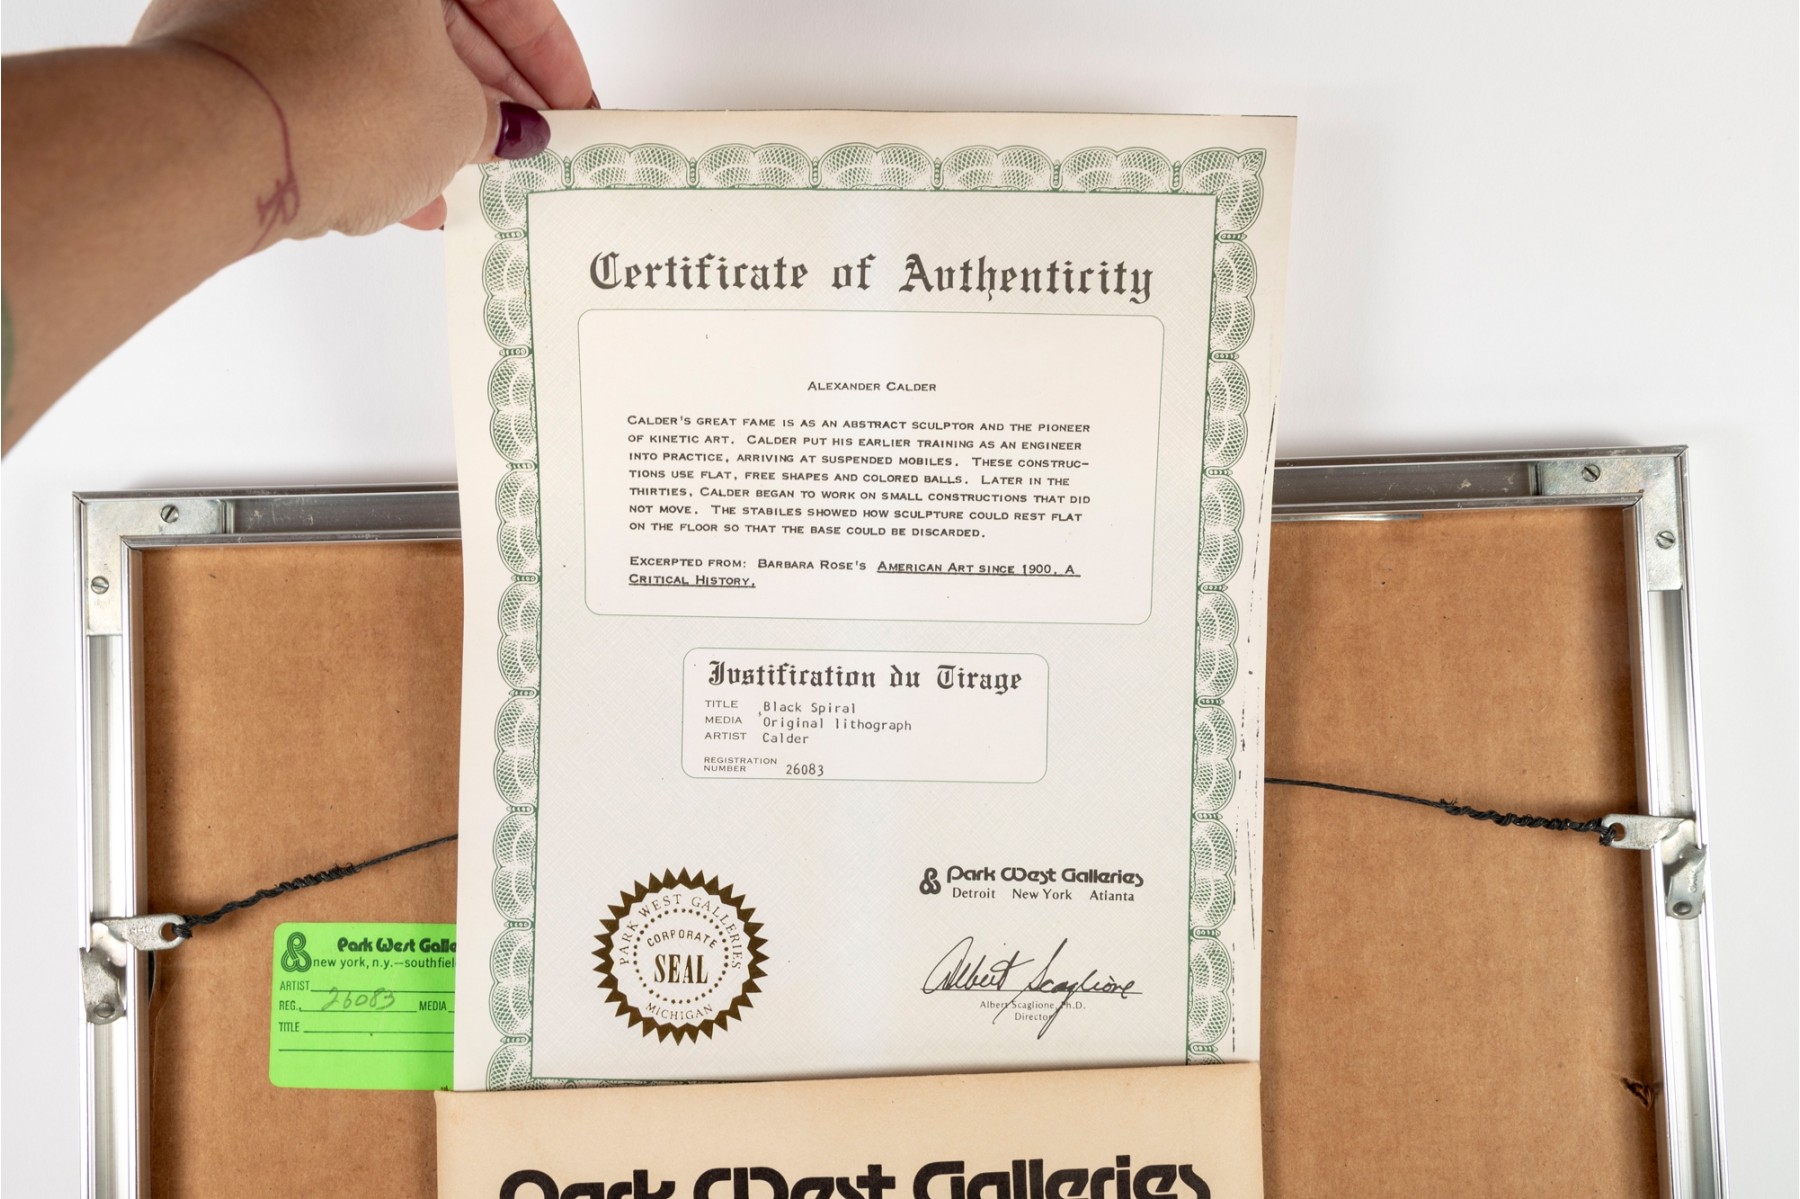 Certificate of Authenticity
ALEXANDER CALDER
CALDER'S GREAT FAME IS AS AN ABSTRACT SCULPTOR AND THE PIONEER
OF KINETIC ART. CALDER PUT HIS EARLIER TRAINING AS AN ENGINEER
INTO PRACTICE, ARRIVING AT SUSPENDED MOBILES. THESE CONSTRUC-
TIONS USE FLAT, FREE SHAPES AND COLORED BALLS. LATER IN THE
THIRTIES, CALDER BEGAN TO WORK ON SMALL CONSTRUCTIONS THAT DID
NOT MOVE. THE STABILES SHOWED HOW SCULPTURE COULD REST FLAT
ON THE FLOOR SO THAT THE BASE COULD BE DISCARDED.
EXCERPTED FROM: BARBARA ROSE'S AMERICAN ART SINCE 1900, A
CRITICAL HISTORY.
Justification du Tirage
TITLE Black Spiral
MEDIA Original lithograph
ARTIST Calder
REGISTRATION
NUMBER 26083
Park West Galleries
Detroit New York Atlanta
PARK WEST GALLERIES
CORPORATE
SEAL
MICHIGAN
Albert Scaglione
Albert Scaglione, Ph.D.
Director
Park West Galle
new york, n.y.—southfiel
ARTIST
REG. 26083 MEDIA
TITLE
Park West Galleries